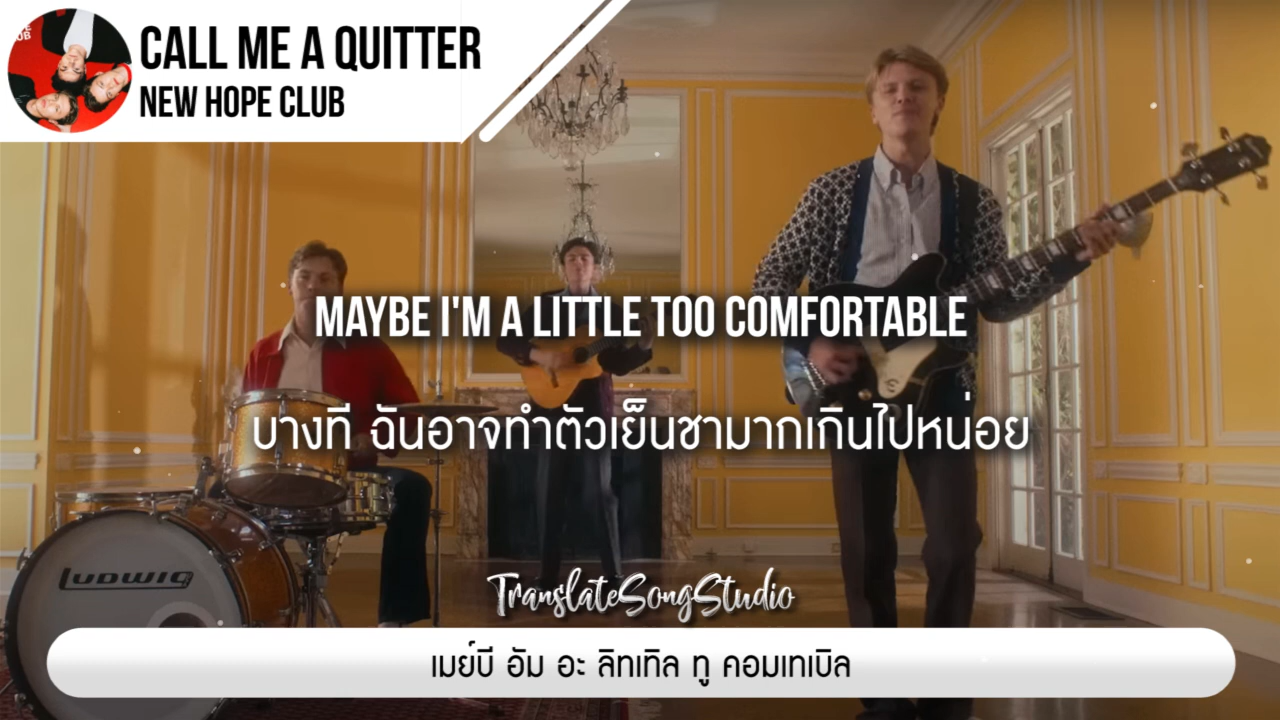 CALL ME A QUITTER
NEW HOPE CLUB
MAYBE I'M A LITTLE TOO COMFORTABLE
บางที ฉันอาจทำตัวเย็นชามากเกินไปหน่อย
LUDWIG
TranslateSongStudio
เมย์บี อัม อะ ลิทเทิล ทู คอมเทเบิล